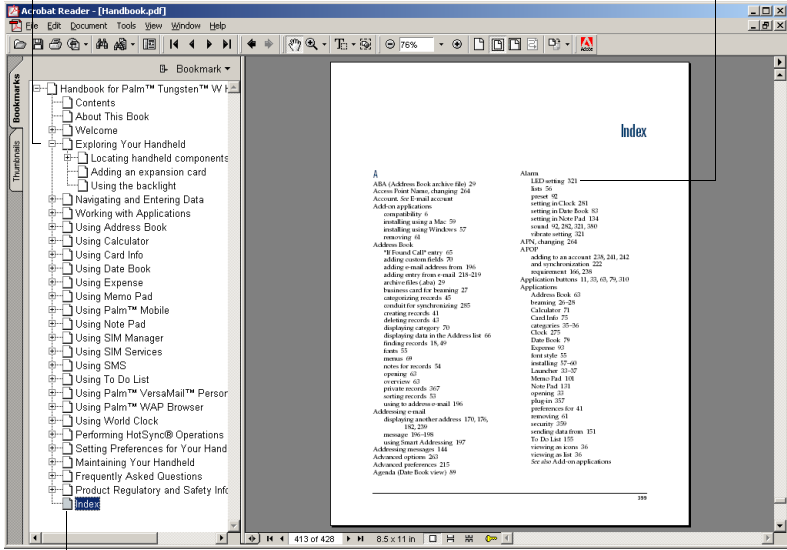 Acrobat Reader - [Handbook.pdf]
File Edit Document Tools View Window Help
76%
Adobe
Bookmarks
Thumbnails
Bookmark
Handbook for Palm™ Tungsten™ W H
Contents
About This Book
Welcome
Exploring Your Handheld
Locating handheld components
Adding an expansion card
Using the backlight
Navigating and Entering Data
Working with Applications
Using Address Book
Using Calculator
Using Card Info
Using Date Book
Using Expense
Using Memo Pad
Using Palm™ Mobile
Using Note Pad
Using SIM Manager
Using SIM Services
Using SMS
Using To Do List
Using Palm™ VersaMail™ Person
Using Palm™ WAP Browser
Using World Clock
Performing HotSync® Operations
Setting Preferences for Your Hand
Maintaining Your Handheld
Frequently Asked Questions
Product Regulatory and Safety Info
Index
Index
A
ABA (Address Book archive file) 29
Access Point Name, changing 264
Account. See E-mail account
Add-on applications
compatibility 6
installing using a Mac 59
installing using Windows 57
removing 61
Address Book
"If Found Call" entry 65
adding custom fields 70
adding e-mail address from 196
adding entry from e-mail 218–219
archive files (.aba) 29
business card for beaming 27
categorizing records 45
conduit for synchronizing 285
creating records 41
deleting records 43
displaying category 70
displaying data in the Address list 66
finding records 18, 49
fonts 55
menus 69
notes for records 54
opening 63
overview 63
private records 367
sorting records 53
using to address e-mail 196
Addressing e-mail
displaying another address 170, 176,
182, 239
message 196–198
using Smart Addressing 197
Addressing messages 144
Advanced options 263
Advanced preferences 215
Agenda (Date Book view) 89
Alarm
LED setting 321
lists 56
preset 92
setting in Clock 281
setting in Date Book 83
setting in Note Pad 134
sound 92, 282, 321, 380
vibrate setting 321
APN, changing 264
APOP
adding to an account 238, 241, 242
and synchronization 222
requirement 166, 238
Application buttons 11, 33, 63, 79, 310
Applications
Address Book 63
beaming 26–28
Calculator 71
Card Info 75
categories 35–36
Clock 275
Date Book 79
Expense 93
font style 55
installing 57–60
Launcher 33–37
Memo Pad 101
Note Pad 131
opening 33
plug-in 357
preferences for 41
removing 61
security 359
sending data from 151
To Do List 155
viewing as icons 36
viewing as list 36
See also Add-on applications
413 of 428
8.5 x 11 in